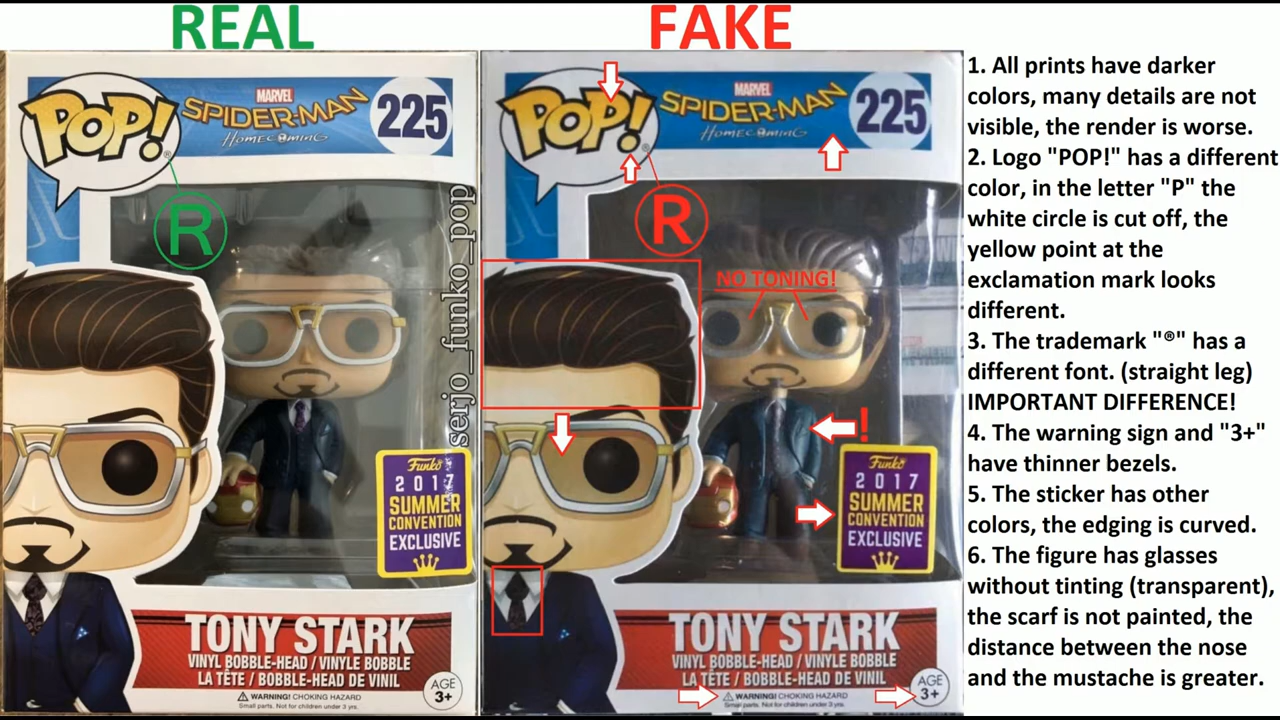 REAL
FAKE
POP!®
MARVEL
SPIDER-MAN
HOMECOMING
225
R
serjo_funko_pop
Funko
2017
SUMMER
CONVENTION
EXCLUSIVE
TONY STARK
VINYL BOBBLE-HEAD / VINYLE BOBBLE
LA TÊTE / BOBBLE-HEAD DE VINIL
⚠ WARNING! CHOKING HAZARD
Small parts. Not for children under 3 yrs.
AGE
3+
POP!®
MARVEL
SPIDER-MAN
HOMECOMING
225
R
NO TONING!
!
Funko
2017
SUMMER
CONVENTION
EXCLUSIVE
TONY STARK
VINYL BOBBLE-HEAD / VINYLE BOBBLE
LA TÊTE / BOBBLE-HEAD DE VINIL
⚠ WARNING! CHOKING HAZARD
Small parts. Not for children under 3 yrs.
AGE
3+
1. All prints have darker
colors, many details are not
visible, the render is worse.
2. Logo "POP!" has a different
color, in the letter "P" the
white circle is cut off, the
yellow point at the
exclamation mark looks
different.
3. The trademark "®" has a
different font. (straight leg)
IMPORTANT DIFFERENCE!
4. The warning sign and "3+"
have thinner bezels.
5. The sticker has other
colors, the edging is curved.
6. The figure has glasses
without tinting (transparent),
the scarf is not painted, the
distance between the nose
and the mustache is greater.